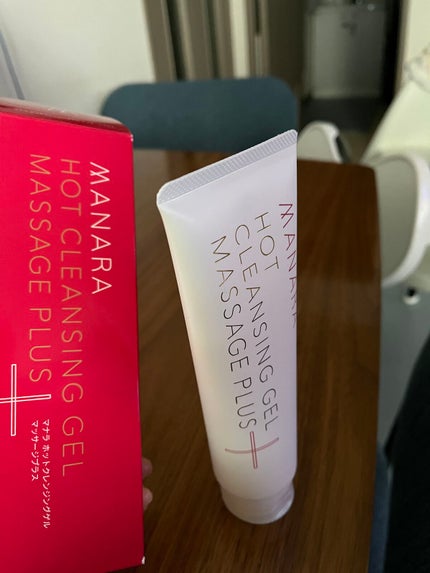 MANARA
HOT CLEANSING GEL
MASSAGE PLUS
マナラ ホットクレンジングゲル
マッサージプラス
MANARA
HOT
CLEANSING GEL
MASSAGE PLUS